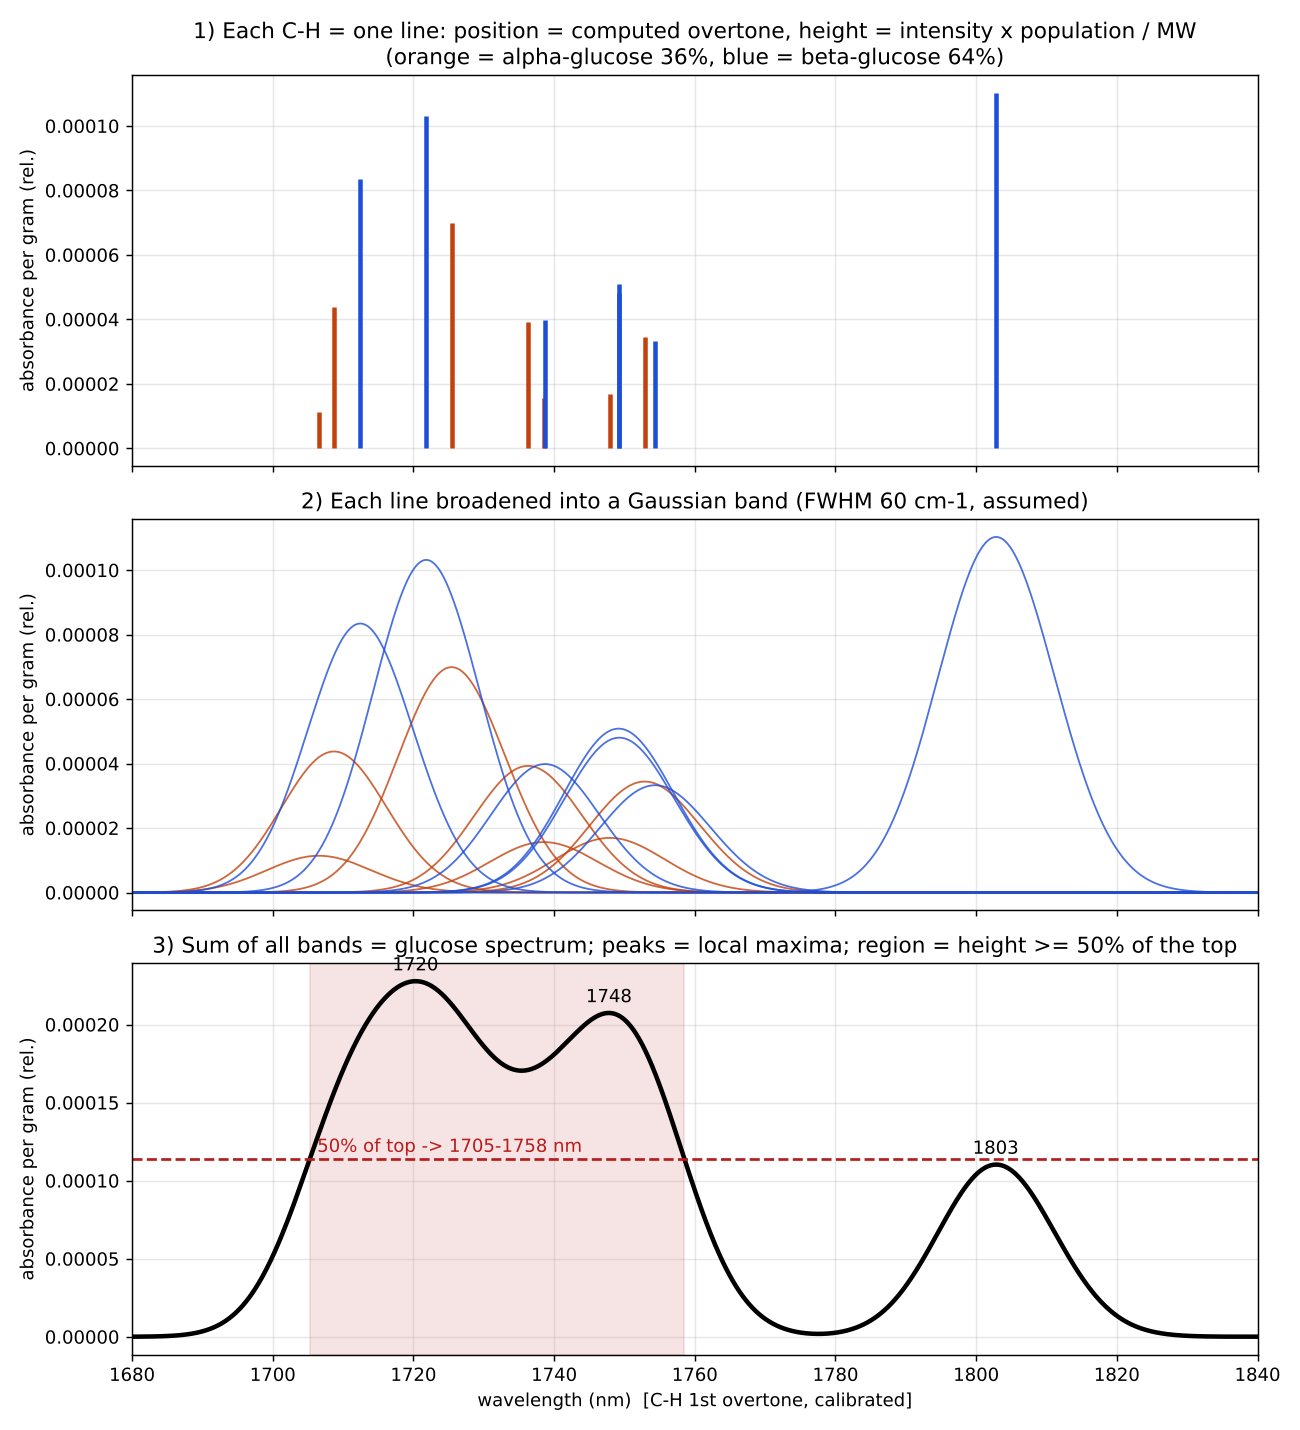 1) Each C-H = one line: position = computed overtone, height = intensity x population / MW
(orange = alpha-glucose 36%, blue = beta-glucose 64%)
absorbance per gram (rel.)
0.00010
0.00008
0.00006
0.00004
0.00002
0.00000
2) Each line broadened into a Gaussian band (FWHM 60 cm-1, assumed)
absorbance per gram (rel.)
0.00010
0.00008
0.00006
0.00004
0.00002
0.00000
3) Sum of all bands = glucose spectrum; peaks = local maxima; region = height >= 50% of the top
absorbance per gram (rel.)
1720
1748
0.00020
0.00015
50% of top -> 1705-1758 nm
1803
0.00010
0.00005
0.00000
1680 1700 1720 1740 1760 1780 1800 1820 1840
wavelength (nm)  [C-H 1st overtone, calibrated]